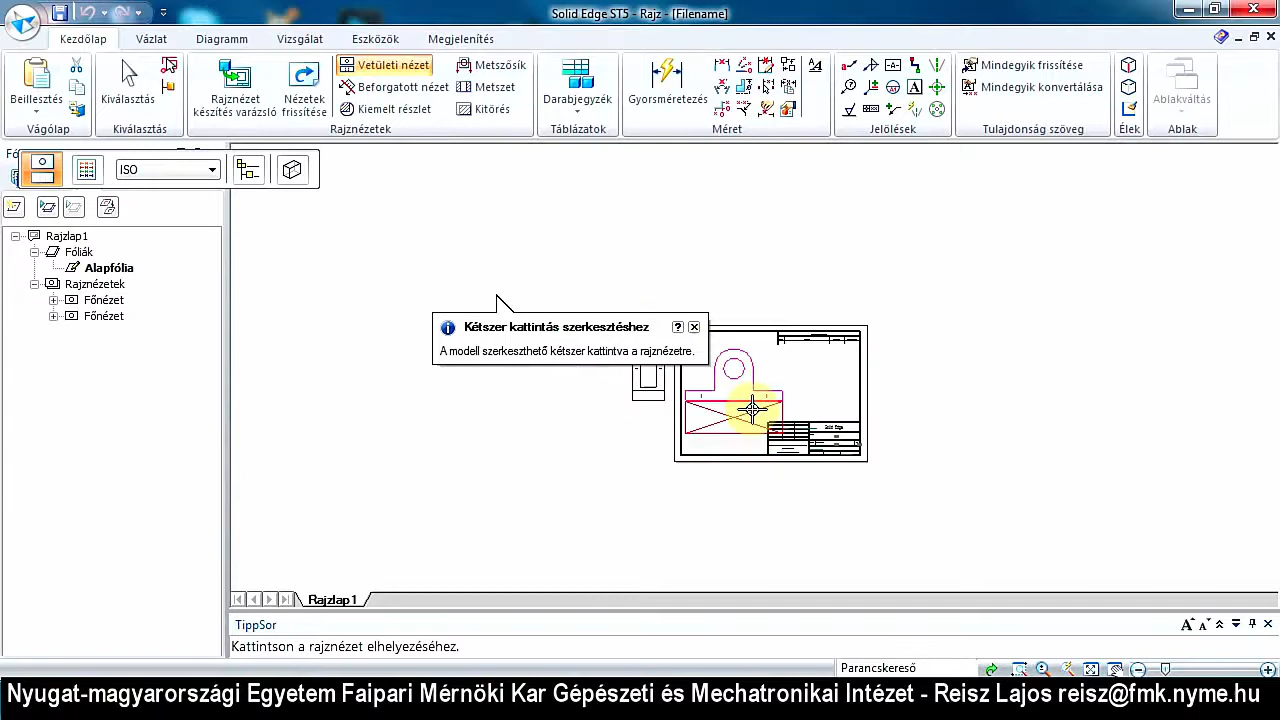 Solid Edge ST5 - Rajz - [Filename]
Kezdőlap Vázlat Diagramm Vizsgálat Eszközök Megjelenítés
Beillesztés
Vágólap
Kiválasztás
Kiválasztás
Rajznézet
készítés varázsló
Nézetek
frissítése
Vetületi nézet
Beforgatott nézet
Kiemelt részlet
Metszősík
Metszet
Kitörés
Rajznézetek
Darabjegyzék
Táblázatok
Gyorsméretezés
Méret
Jelölések
Mindegyik frissítése
Mindegyik konvertálása
Tulajdonság szöveg
Élek
Ablakváltás
Ablak
ISO
Rajzlap1
Fóliák
Alapfólia
Rajznézetek
Főnézet
Főnézet
Kétszer kattintás szerkesztéshez
A modell szerkeszthető kétszer kattintva a rajznézetre.
Solid Edge
Rajzlap1
TippSor
Kattintson a rajznézet elhelyezéséhez.
Parancskereső
Nyugat-magyarországi Egyetem Faipari Mérnöki Kar Gépészeti és Mechatronikai Intézet - Reisz Lajos reisz@fmk.nyme.hu